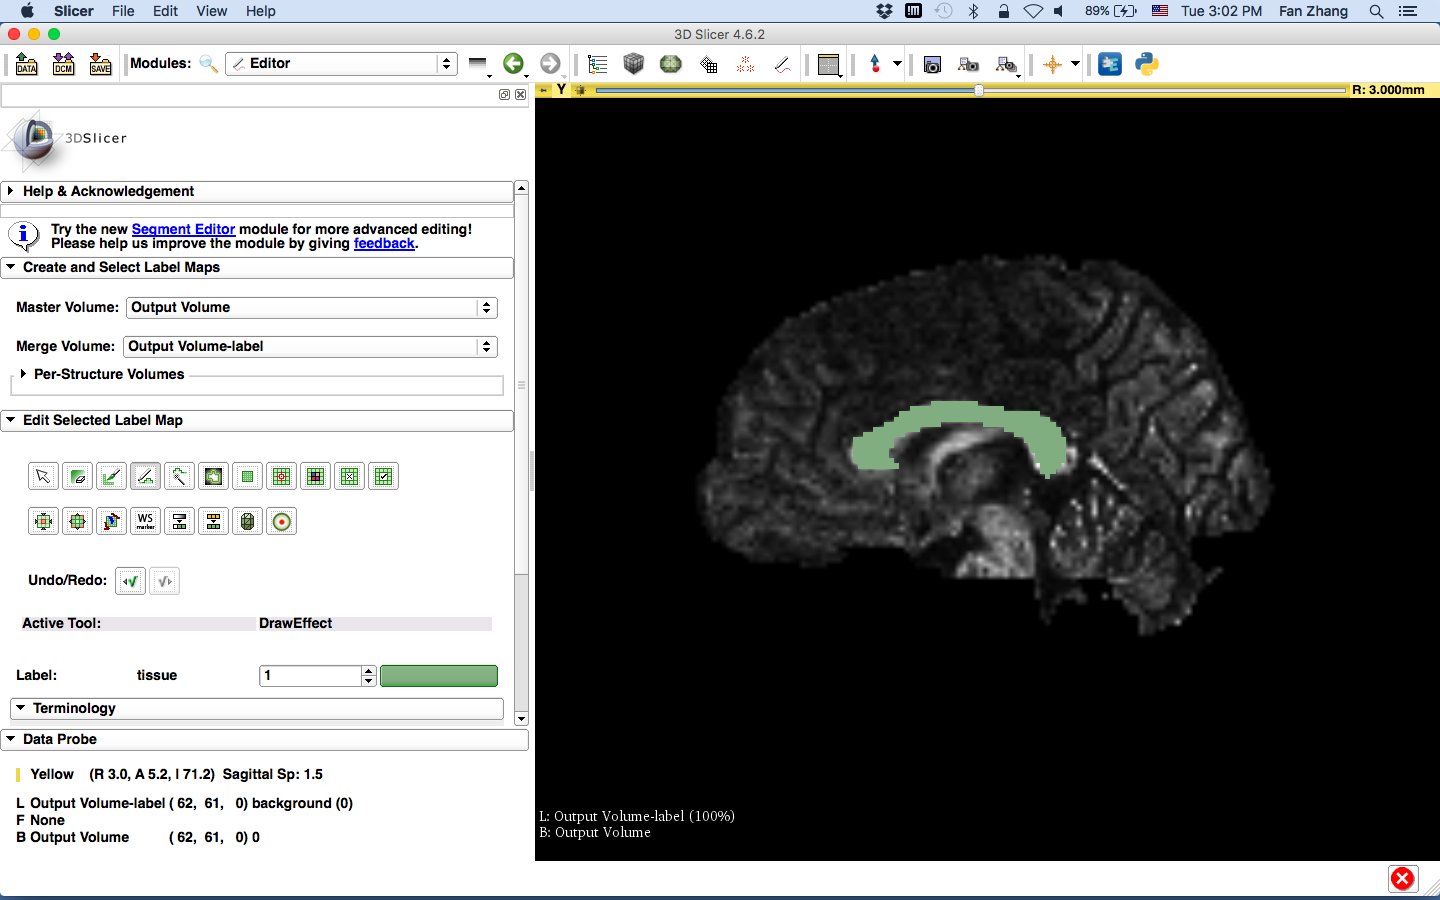 Slicer File Edit View Help 89% Tue 3:02 PM Fan Zhang
3D Slicer 4.6.2
DATA DCM SAVE Modules: Editor
Y R: 3.000mm
3DSlicer
Help & Acknowledgement
Try the new Segment Editor module for more advanced editing!
Please help us improve the module by giving feedback.
Create and Select Label Maps
Master Volume: Output Volume
Merge Volume: Output Volume-label
Per-Structure Volumes
Edit Selected Label Map
WS
marker
Undo/Redo:
Active Tool: DrawEffect
Label: tissue 1
Terminology
Data Probe
Yellow (R 3.0, A 5.2, I 71.2) Sagittal Sp: 1.5
L Output Volume-label ( 62, 61, 0) background (0)
F None
B Output Volume ( 62, 61, 0) 0
L: Output Volume-label (100%)
B: Output Volume